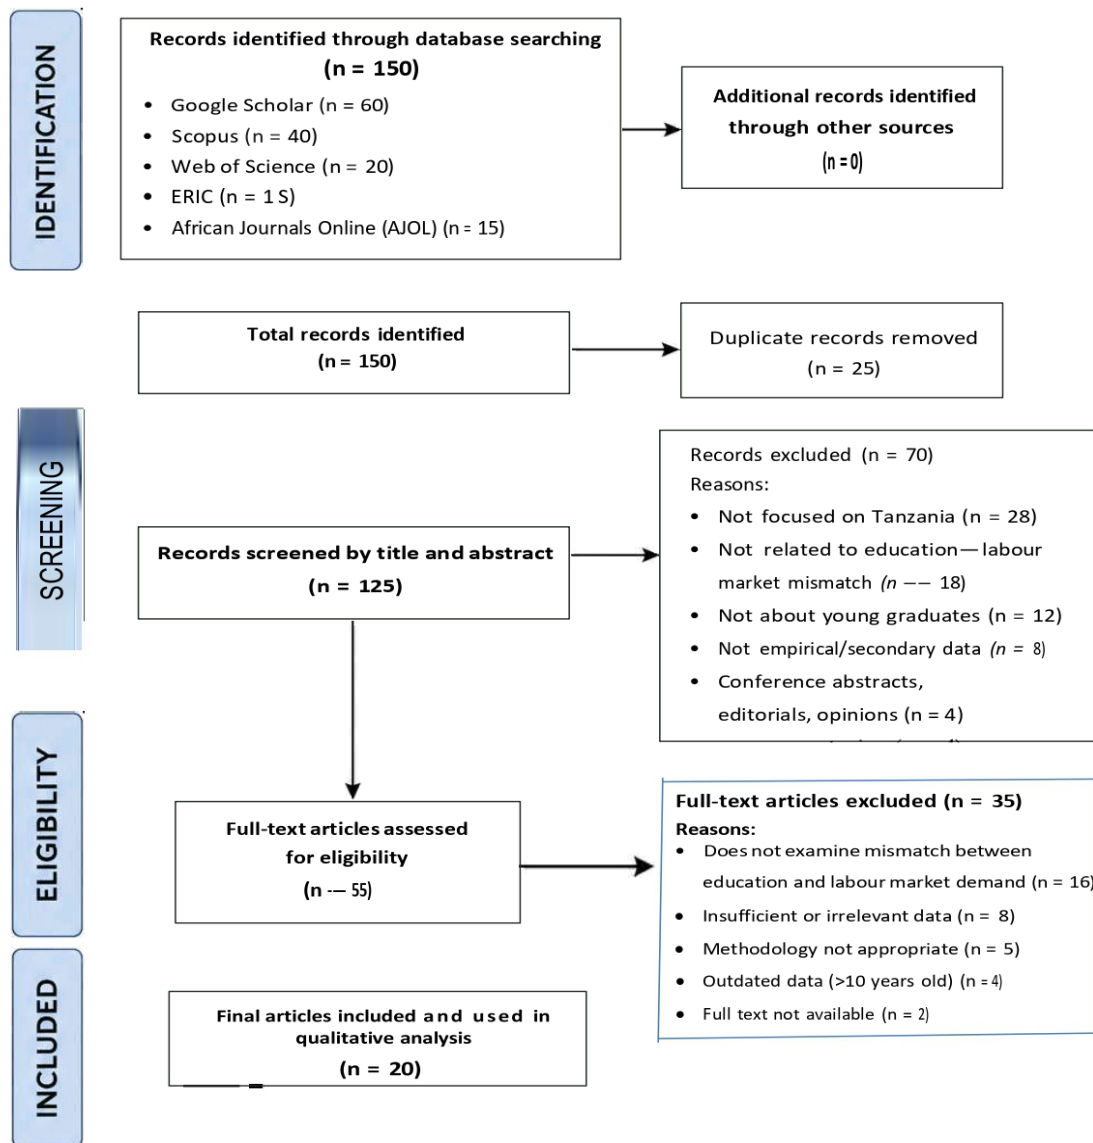 IDENTIFICATION
Records identified through database searching
(n = 150)
• Google Scholar (n = 60)
• Scopus (n = 40)
• Web of Science (n = 20)
• ERIC (n = 1 S)
• African Journals Online (AJOL) (n = 15)
Additional records identified
through other sources
(n = 0)
Total records identified
(n = 150)
Duplicate records removed
(n = 25)
SCREENING
Records screened by title and abstract
(n = 125)
Records excluded (n = 70)
Reasons:
• Not focused on Tanzania (n = 28)
• Not related to education—labour
market mismatch (n —— 18)
• Not about young graduates (n = 12)
• Not empirical/secondary data (n = 8)
• Conference abstracts,
editorials, opinions (n = 4)
ELIGIBILITY
Full-text articles assessed
for eligibility
(n -— 55)
Full-text articles excluded (n = 35)
Reasons:
• Does not examine mismatch between
education and labour market demand (n = 16)
• Insufficient or irrelevant data (n = 8)
• Methodology not appropriate (n = 5)
• Outdated data (>10 years old) (n = 4)
• Full text not available (n = 2)
INCLUDED
Final articles included and used in
qualitative analysis
(n = 20)